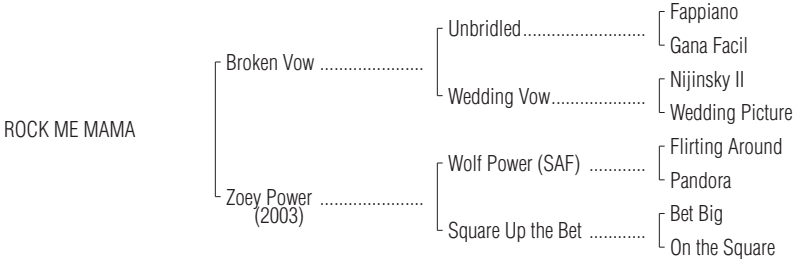 Fappiano
Unbridled..........................
Gana Facil
Broken Vow ......................
Nijinsky II
Wedding Vow....................
Wedding Picture
ROCK ME MAMA
Flirting Around
Wolf Power (SAF) ............
Pandora
Zoey Power ......................
(2003)
Bet Big
Square Up the Bet ............
On the Square